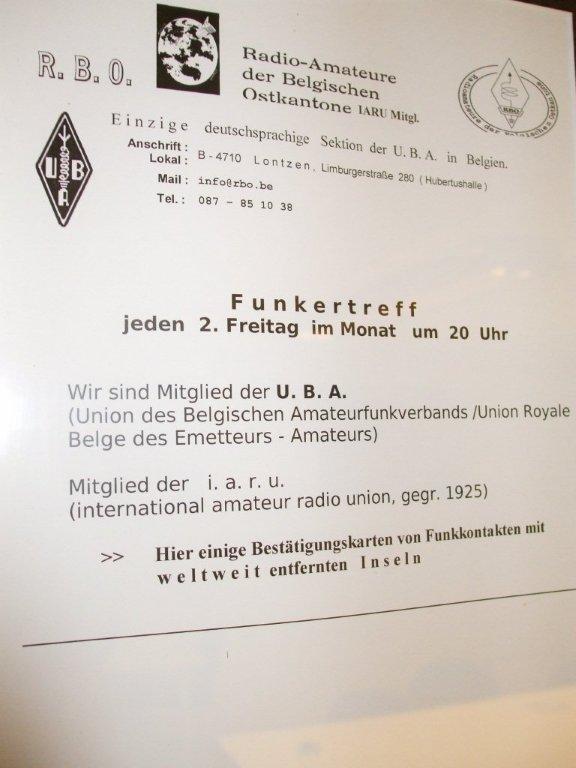 R. B. O.
Radio-Amateure
der Belgischen
Ostkantone IARU Mitgl.
RBO
Einzige deutschsprachige Sektion der U. B. A. in Belgien.
U B A
Anschrift :
Lokal : B - 4710 Lontzen, Limburgerstraße 280 ( Hubertushalle )
Mail : info@rbo.be
Tel. : 087 - 85 10 38
Funkertreff
jeden 2. Freitag im Monat um 20 Uhr
Wir sind Mitglied der U. B. A.
(Union des Belgischen Amateurfunkverbands /Union Royale
Belge des Emetteurs - Amateurs)
Mitglied der i. a. r. u.
(international amateur radio union, gegr. 1925)
>> Hier einige Bestätigungskarten von Funkkontakten mit
weltweit entfernten Inseln